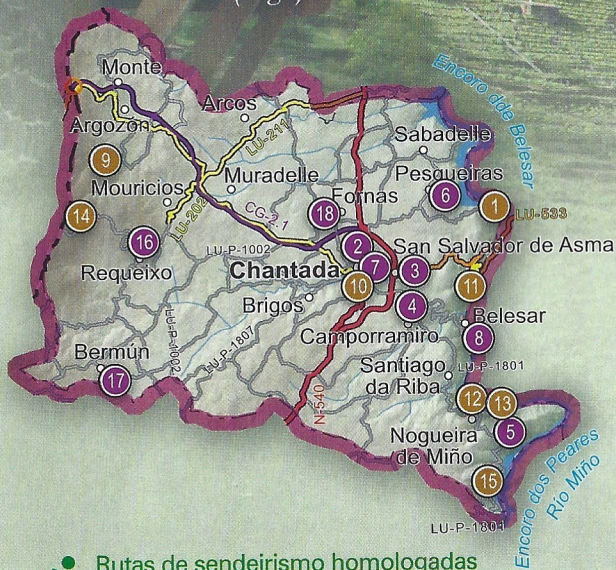 Monte
Arcos
Argozón
LU-211
Encoro dde Belesar
Sabadelle
9
Muradelle
Pesqueiras
Mouricios
6
1
14
LU-202
CG-2.1
18
Fornas
LU-533
16
LU-P-1002
2
San Salvador de Asma
Requeixo
Chantada
7
3
10
11
Brigos
4
Belesar
Camporramiro
8
LU-P-1002
LU-P-1807
Bermún
Santiago
da Riba
LU-P-1801
17
N-540
12
13
Nogueira
de Miño
5
15
Encoro dos Peares
Río Miño
LU-P-1801
Rutas de sendeirismo homologadas